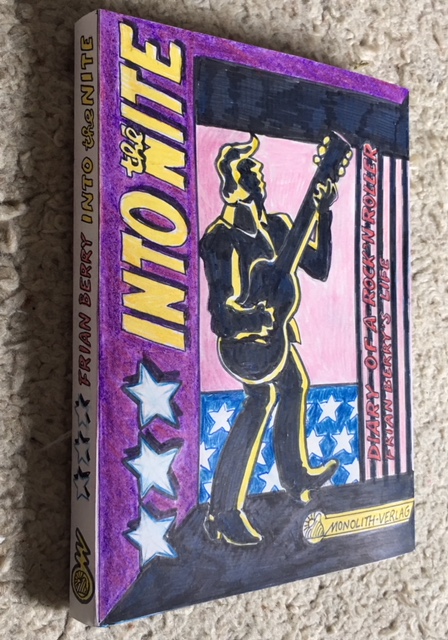 FRIAN BERRY INTO the NITE
INTO the NITE
DIARY OF A ROCK'N ROLLER
FRIAN BERRY'S LIFE
MONOLITH-VERLAG